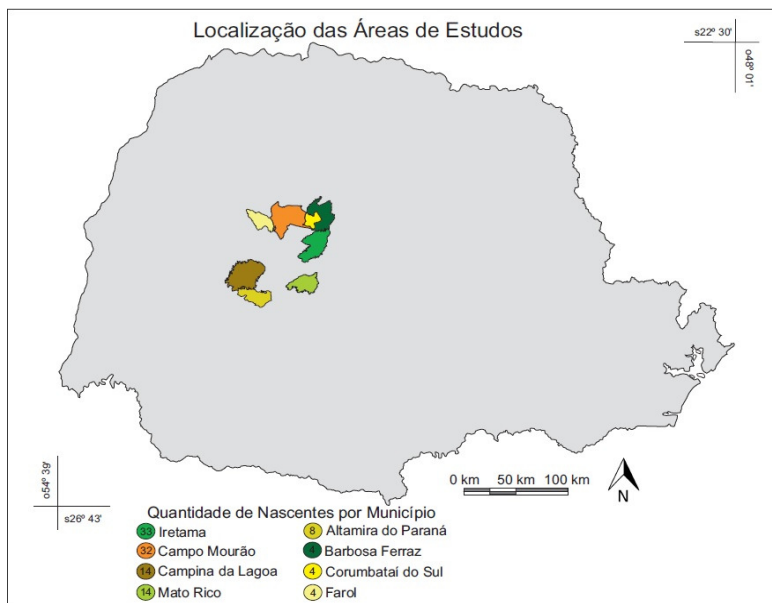 Localização das Áreas de Estudos
s22º 30'
o48º 01'
o54º 39'
s26º 43'
0 km 50 km 100 km
N
Quantidade de Nascentes por Município
33 Iretama
32 Campo Mourão
14 Campina da Lagoa
14 Mato Rico
8 Altamira do Paraná
4 Barbosa Ferraz
4 Corumbataí do Sul
4 Farol